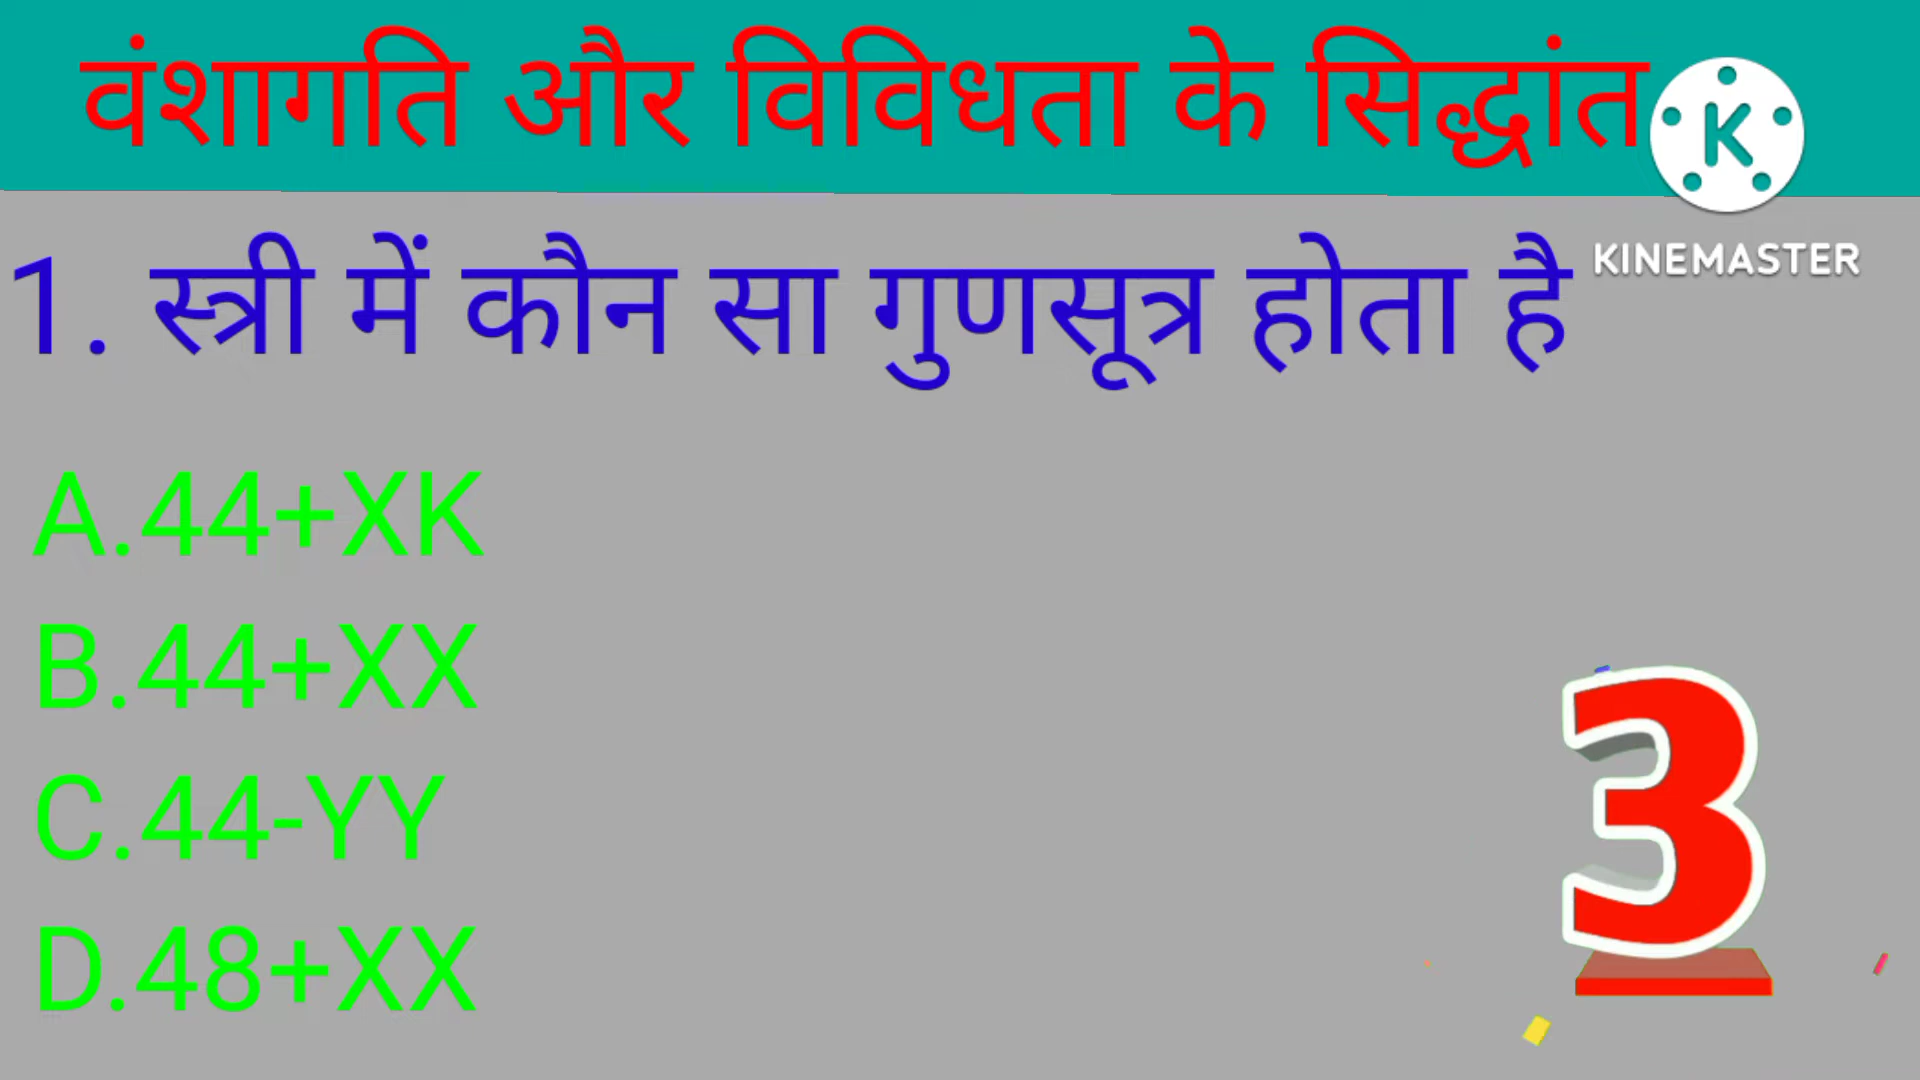 वंशागति और विविधता के सिद्धांत
K
KINEMASTER
1. स्त्री में कौन सा गुणसूत्र होता है
A.44+XK
B.44+XX
C.44-YY
D.48+XX
3